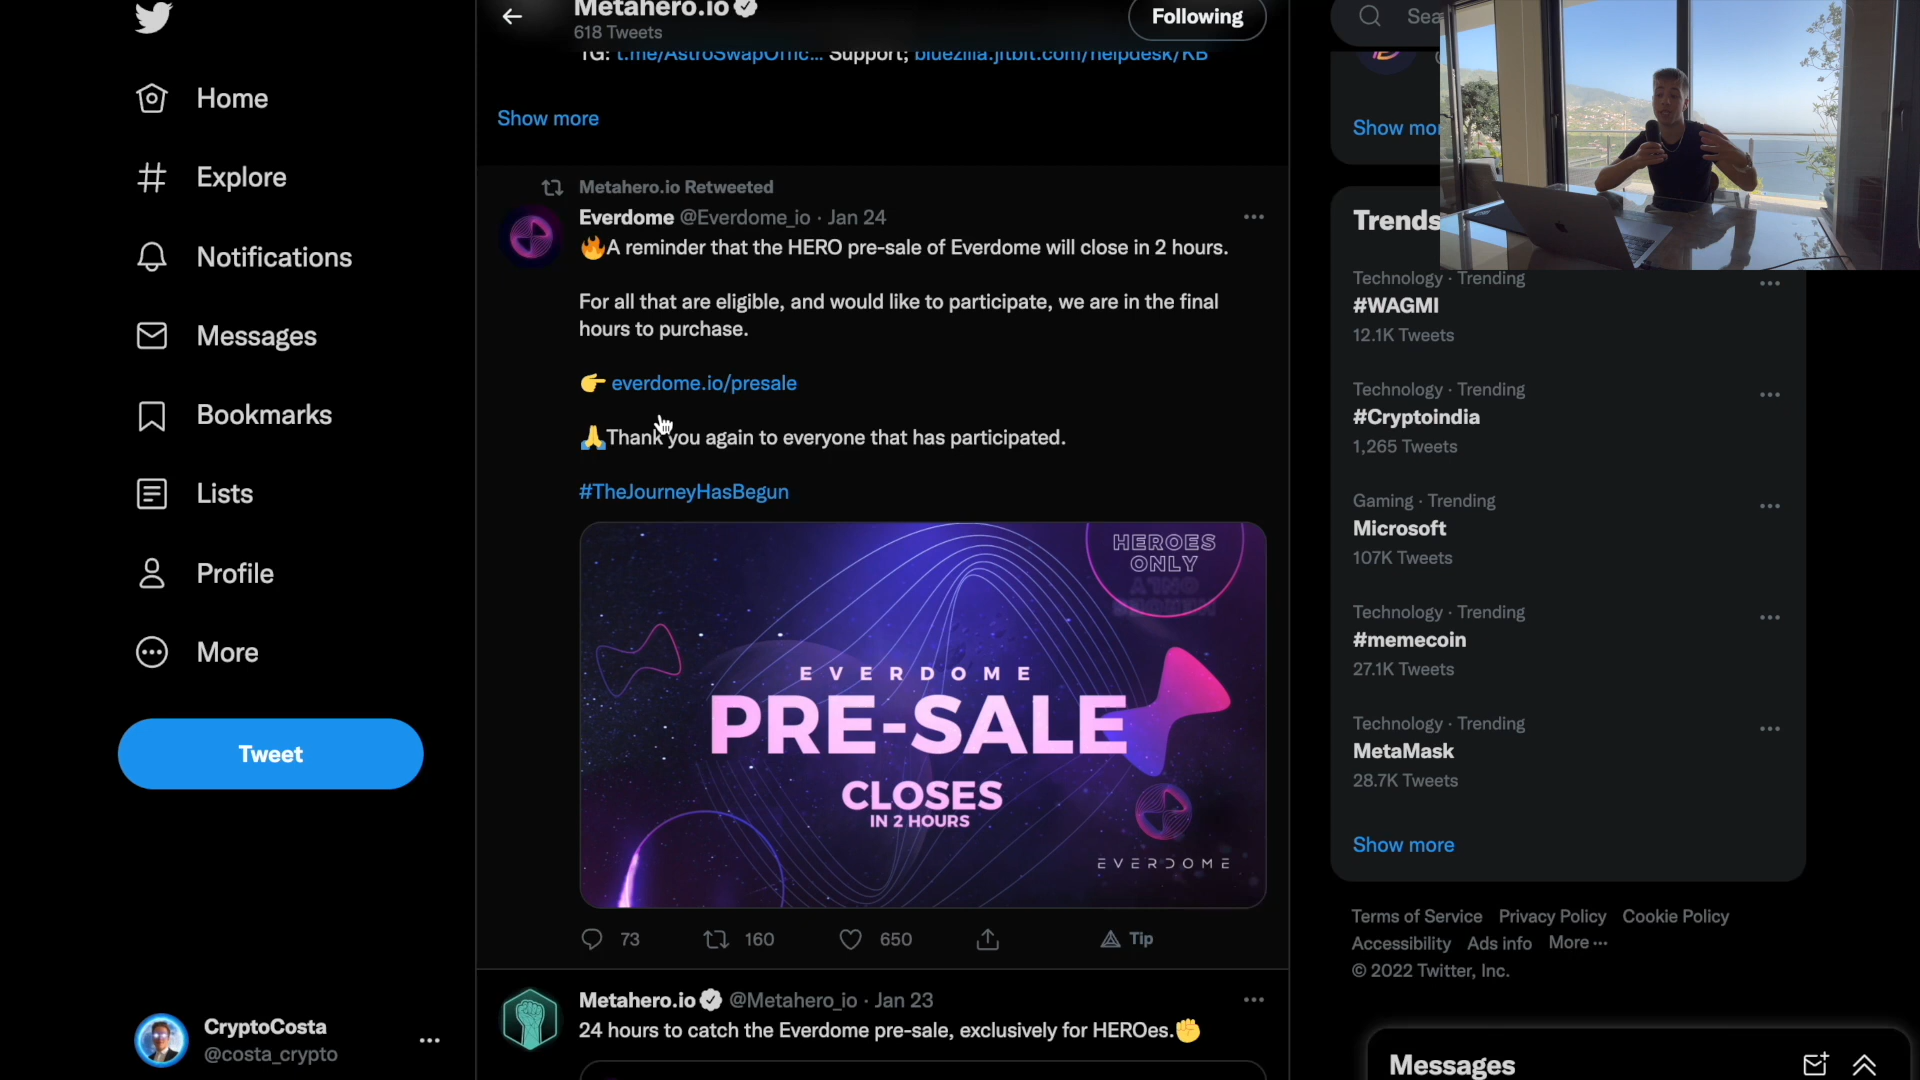 Metahero.io
618 Tweets
Following
Sea
TG: t.me/AstroSwapOffic... Support; bluezilla.jitbit.com/helpdesk/KB
Show more
Home
Explore
Notifications
Messages
Bookmarks
Lists
Profile
More
Tweet
CryptoCosta
@costa_crypto
Metahero.io Retweeted
Everdome @Everdome_io · Jan 24
🔥A reminder that the HERO pre-sale of Everdome will close in 2 hours.
For all that are eligible, and would like to participate, we are in the final
hours to purchase.
👉 everdome.io/presale
🙏Thank you again to everyone that has participated.
#TheJourneyHasBegun
HEROES
ONLY
EVERDOME
PRE-SALE
CLOSES
IN 2 HOURS
EVERDOME
73 160 650 Tip
Metahero.io @Metahero_io · Jan 23
24 hours to catch the Everdome pre-sale, exclusively for HEROes.✊
Show mor
Trends
Technology · Trending
#WAGMI
12.1K Tweets
Technology · Trending
#Cryptoindia
1,265 Tweets
Gaming · Trending
Microsoft
107K Tweets
Technology · Trending
#memecoin
27.1K Tweets
Technology · Trending
MetaMask
28.7K Tweets
Show more
Terms of Service Privacy Policy Cookie Policy
Accessibility Ads info More ···
© 2022 Twitter, Inc.
Messages